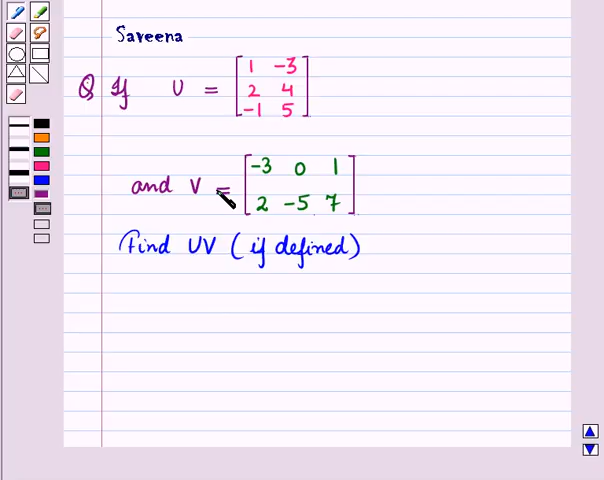 Saveena
Q If U = [1 -3
2 4
-1 5]
and V = [-3 0 1
2 -5 7]
Find UV (if defined)